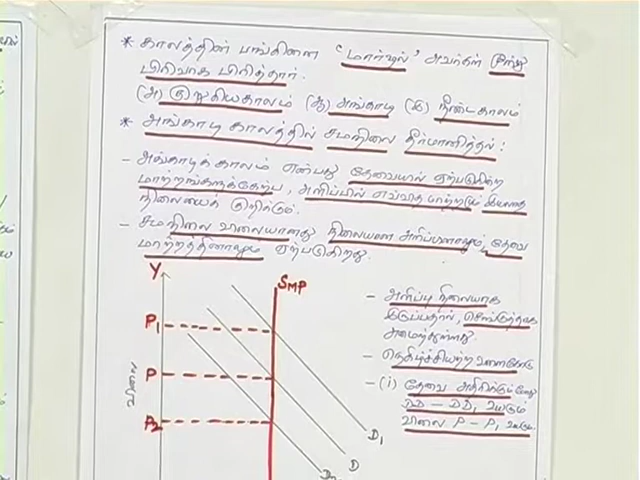 * காலத்தின் பங்கினை 'மார்ஷல்' அவர்கள்
பிரிவாக பிரித்தார்.
(அ) குறுகியகாலம் (ஆ) அங்காடி (இ) நீண்டகாலம்
* அங்காடி காலத்தில் சமநிலை தீர்மானித்தல் :
- அங்காடிக் காலம் என்பது தேவையில் ஏற்படுகின்ற
மாற்றங்களுக்கேற்ப, அளிப்பில் எவ்வித மாற்றமும் இயலாத
நிலையைக் குறிக்கும்.
- சமநிலை விலையானது நிலையான அளிப்பினாலும், தேவை
மாற்றத்தினாலும் ஏற்படுகிறது.
Y
SMP
P1
P
P2
விலை
D1
D
- அளிப்பு நிலையாக
இருப்பதால், செங்குத்தாக
அமைந்துள்ளது.
- நெகிழ்ச்சியற்ற வளைகோடு
- (i) தேவை அதிகரிக்கும்போது
DD - DD1 உயரும்
விலை P - P1 உயரும்.